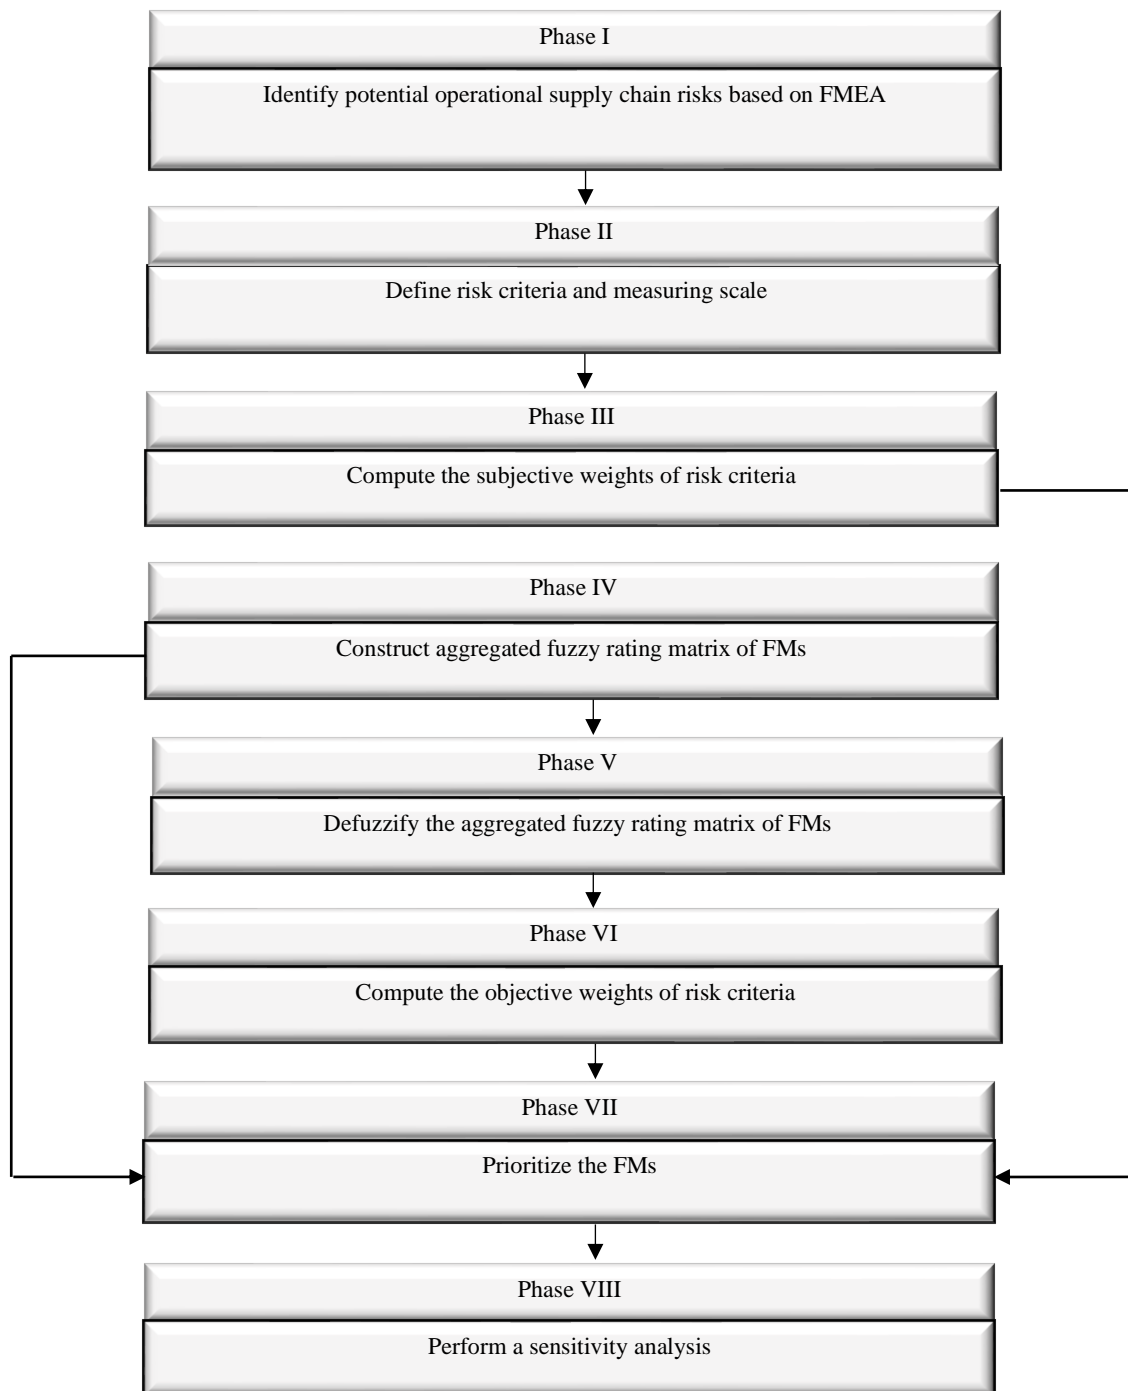 Phase I
Identify potential operational supply chain risks based on FMEA
Phase II
Define risk criteria and measuring scale
Phase III
Compute the subjective weights of risk criteria
Phase IV
Construct aggregated fuzzy rating matrix of FMs
Phase V
Defuzzify the aggregated fuzzy rating matrix of FMs
Phase VI
Compute the objective weights of risk criteria
Phase VII
Prioritize the FMs
Phase VIII
Perform a sensitivity analysis